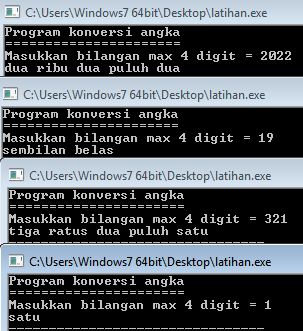 C:\Users\Windows7 64bit\Desktop\latihan.exe
Program konversi angka
======================
Masukkan bilangan max 4 digit = 2022
dua ribu dua puluh dua
C:\Users\Windows7 64bit\Desktop\latihan.exe
Program konversi angka
======================
Masukkan bilangan max 4 digit = 19
sembilan belas
C:\Users\Windows7 64bit\Desktop\latihan.exe
Program konversi angka
======================
Masukkan bilangan max 4 digit = 321
tiga ratus dua puluh satu
C:\Users\Windows7 64bit\Desktop\latihan.exe
Program konversi angka
======================
Masukkan bilangan max 4 digit = 1
satu